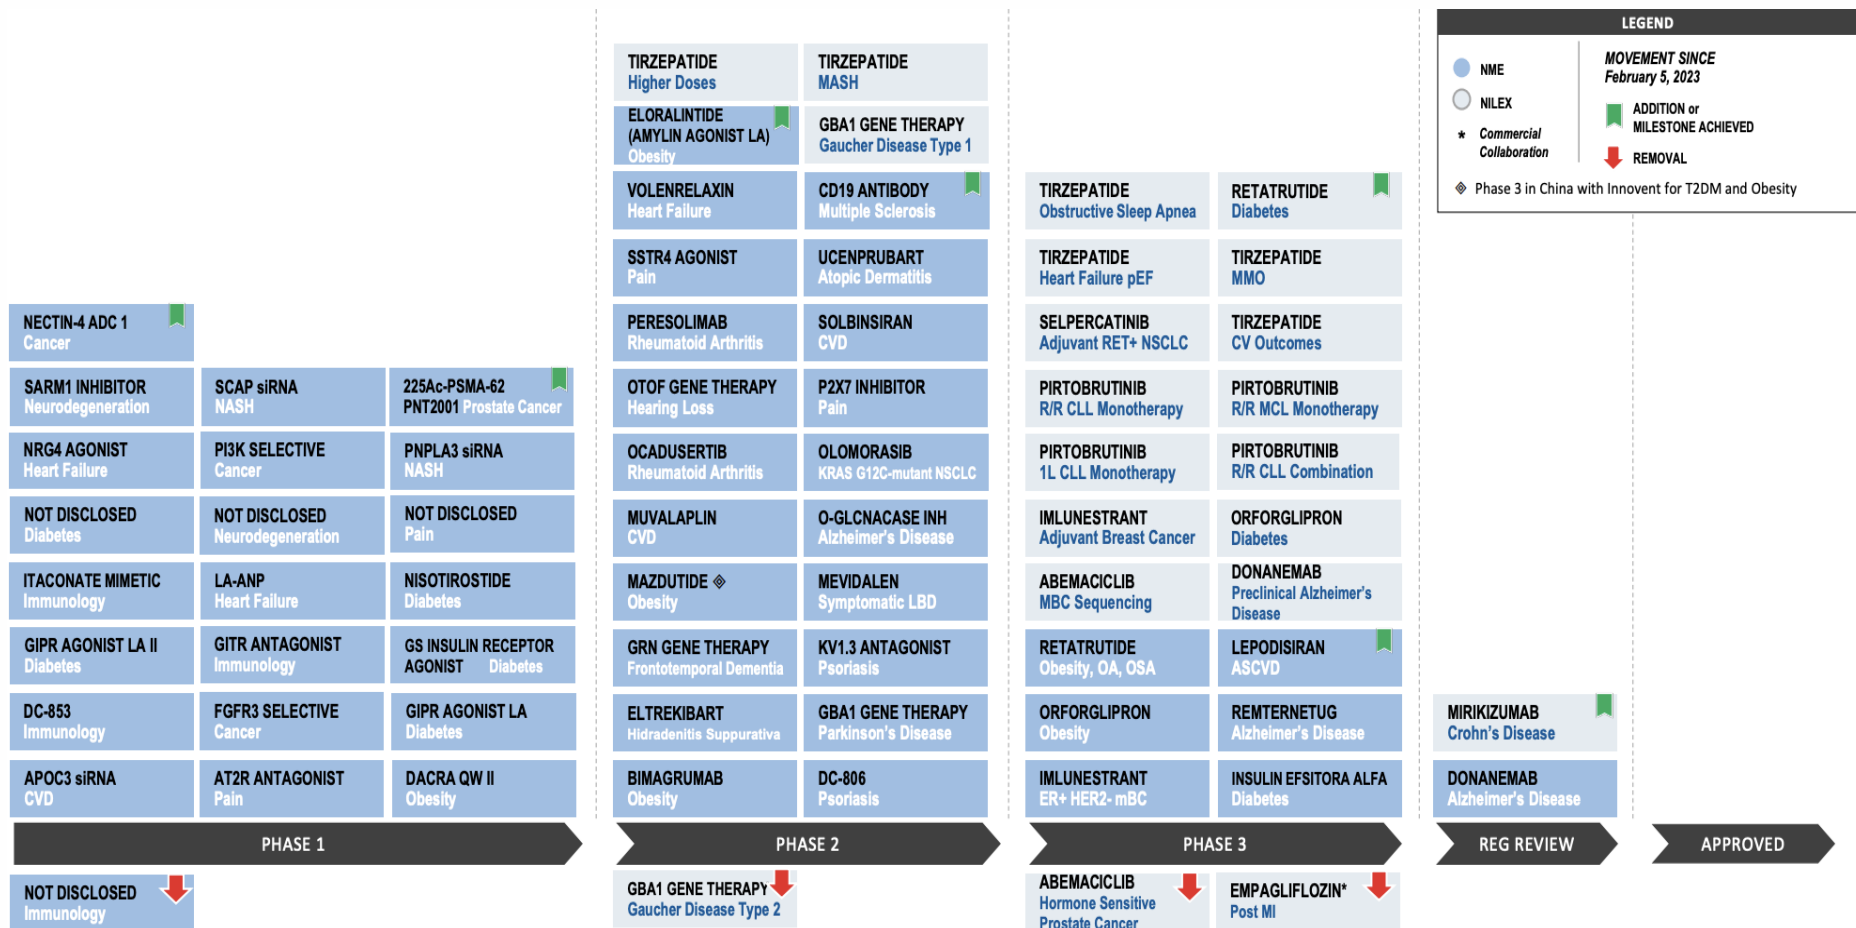 TIRZEPATIDE
Higher Doses
TIRZEPATIDE
MASH
ELORALINTIDE
(AMYLIN AGONIST LA)
Obesity
GBA1 GENE THERAPY
Gaucher Disease Type 1
VOLENRELAXIN
Heart Failure
CD19 ANTIBODY
Multiple Sclerosis
SSTR4 AGONIST
Pain
UCENPRUBART
Atopic Dermatitis
PERESOLIMAB
Rheumatoid Arthritis
SOLBINSIRAN
CVD
OTOF GENE THERAPY
Hearing Loss
P2X7 INHIBITOR
Pain
OCADUSERTIB
Rheumatoid Arthritis
OLOMORASIB
KRAS G12C-mutant NSCLC
MUVALAPLIN
CVD
O-GLCNACASE INH
Alzheimer's Disease
MAZDUTIDE
Obesity
MEVIDALEN
Symptomatic LBD
GRN GENE THERAPY
Frontotemporal Dementia
KV1.3 ANTAGONIST
Psoriasis
ELTREKIBART
Hidradenitis Suppurativa
GBA1 GENE THERAPY
Parkinson's Disease
BIMAGRUMAB
Obesity
DC-806
Psoriasis
PHASE 2
GBA1 GENE THERAPY
Gaucher Disease Type 2
NECTIN-4 ADC 1
Cancer
SARM1 INHIBITOR
Neurodegeneration
SCAP siRNA
NASH
225Ac-PSMA-62
PNT2001 Prostate Cancer
NRG4 AGONIST
Heart Failure
PI3K SELECTIVE
Cancer
PNPLA3 siRNA
NASH
NOT DISCLOSED
Diabetes
NOT DISCLOSED
Neurodegeneration
NOT DISCLOSED
Pain
ITACONATE MIMETIC
Immunology
LA-ANP
Heart Failure
NISOTIROSTIDE
Diabetes
GIPR AGONIST LA II
Diabetes
GITR ANTAGONIST
Immunology
GS INSULIN RECEPTOR
AGONIST Diabetes
DC-853
Immunology
FGFR3 SELECTIVE
Cancer
GIPR AGONIST LA
Diabetes
APOC3 siRNA
CVD
AT2R ANTAGONIST
Pain
DACRA QW II
Obesity
PHASE 1
NOT DISCLOSED
Immunology
TIRZEPATIDE
Obstructive Sleep Apnea
RETATRUTIDE
Diabetes
TIRZEPATIDE
Heart Failure pEF
TIRZEPATIDE
MMO
SELPERCATINIB
Adjuvant RET+ NSCLC
TIRZEPATIDE
CV Outcomes
PIRTOBRUTINIB
R/R CLL Monotherapy
PIRTOBRUTINIB
R/R MCL Monotherapy
PIRTOBRUTINIB
1L CLL Monotherapy
PIRTOBRUTINIB
R/R CLL Combination
IMLUNESTRANT
Adjuvant Breast Cancer
ORFORGLIPRON
Diabetes
ABEMACICLIB
MBC Sequencing
DONANEMAB
Preclinical Alzheimer's
Disease
RETATRUTIDE
Obesity, OA, OSA
LEPODISIRAN
ASCVD
ORFORGLIPRON
Obesity
REMTERNETUG
Alzheimer's Disease
IMLUNESTRANT
ER+ HER2- mBC
INSULIN EFSITORA ALFA
Diabetes
PHASE 3
ABEMACICLIB
Hormone Sensitive
Prostate Cancer
EMPAGLIFLOZIN*
Post MI
MIRIKIZUMAB
Crohn's Disease
DONANEMAB
Alzheimer's Disease
REG REVIEW
APPROVED
LEGEND
NME
NILEX
* Commercial
Collaboration
MOVEMENT SINCE
February 5, 2023
ADDITION or
MILESTONE ACHIEVED
REMOVAL
Phase 3 in China with Innovent for T2DM and Obesity